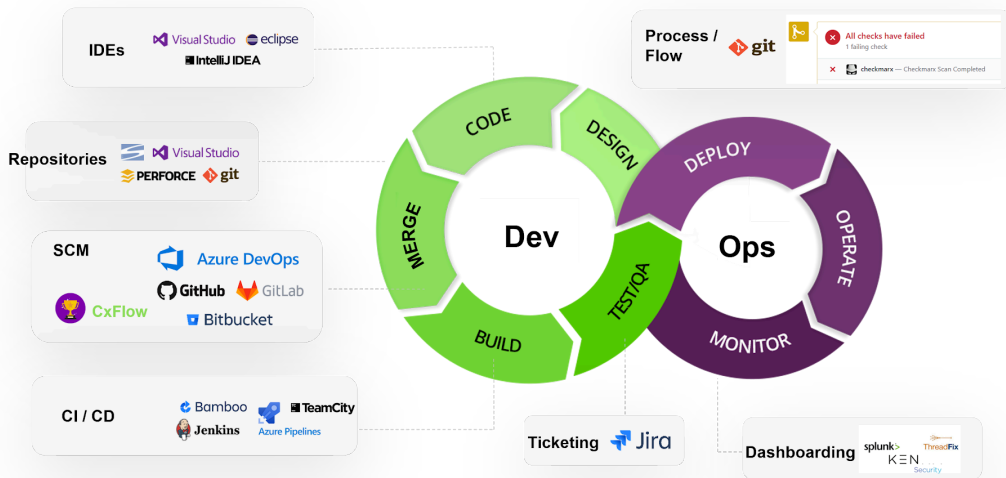 IDEs
Visual Studio
eclipse
IntelliJ IDEA
Process /
Flow
git
All checks have failed
1 failing check
checkmarx — Checkmarx Scan Completed
Repositories
Visual Studio
PERFORCE
git
SCM
Azure DevOps
GitHub
GitLab
CxFlow
Bitbucket
CI / CD
Bamboo
TeamCity
Jenkins
Azure Pipelines
CODE
DESIGN
MERGE
Dev
BUILD
TEST/QA
DEPLOY
OPERATE
Ops
MONITOR
Ticketing
Jira
Dashboarding
splunk>
ThreadFix
KEN
Security